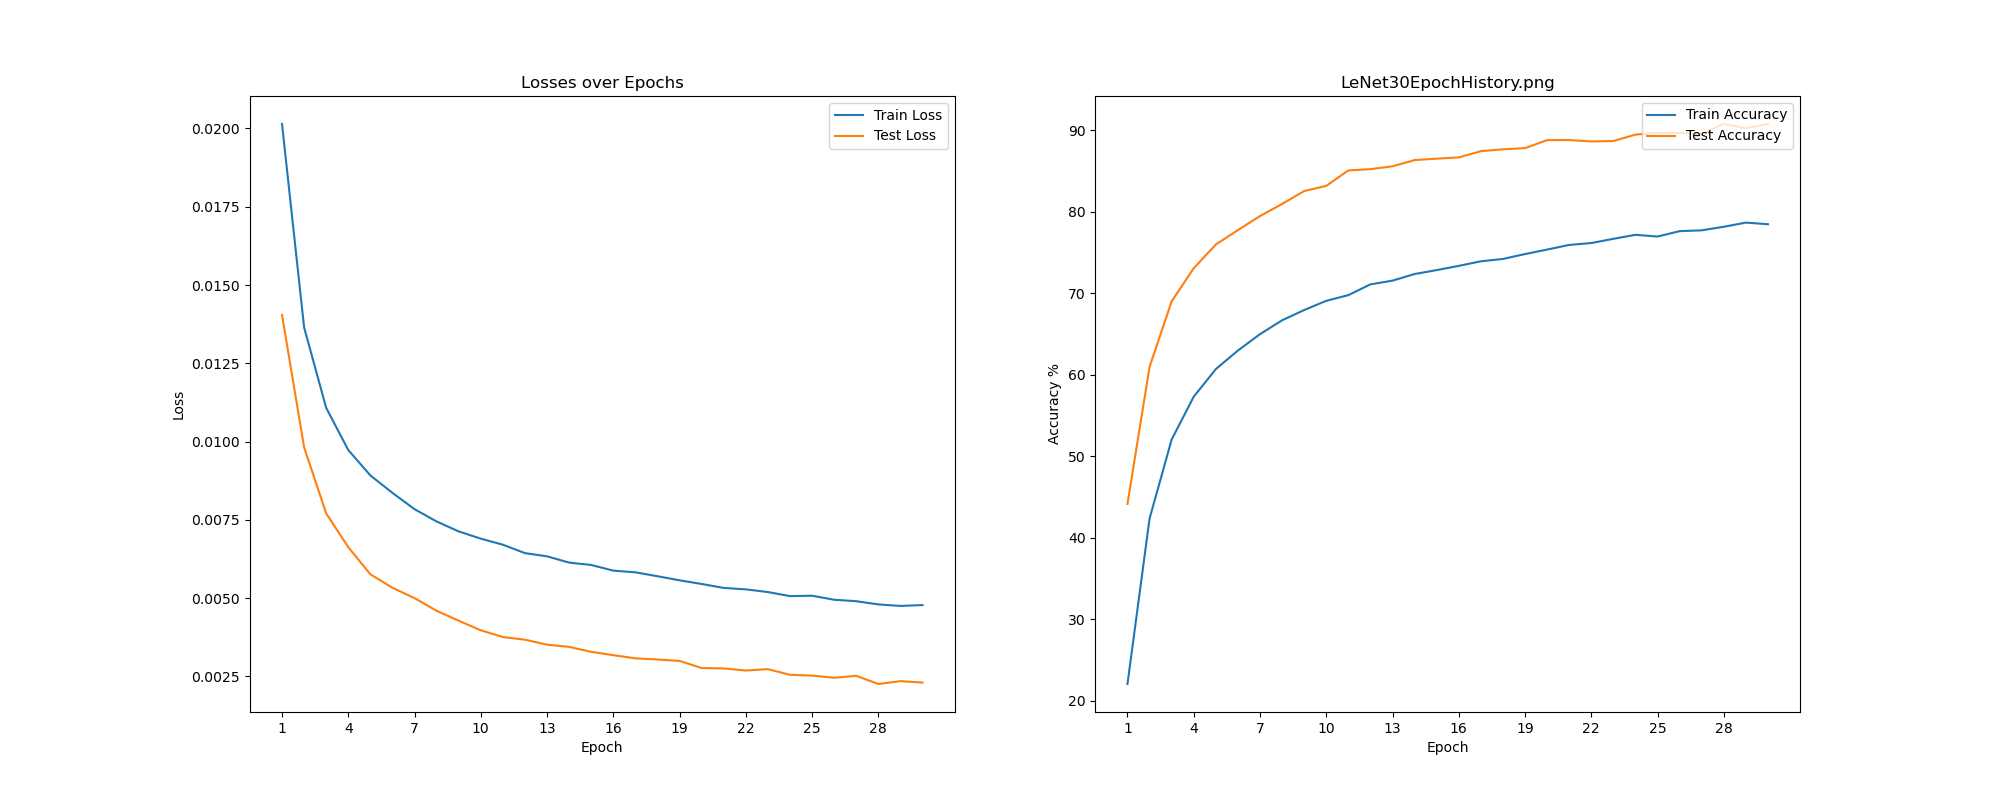 Losses over Epochs
Train Loss
Test Loss
0.0200
0.0175
0.0150
0.0125
0.0100
0.0075
0.0050
0.0025
Loss
1 4 7 10 13 16 19 22 25 28
Epoch
LeNet30EpochHistory.png
Train Accuracy
Test Accuracy
90
80
70
60
50
40
30
20
Accuracy %
1 4 7 10 13 16 19 22 25 28
Epoch